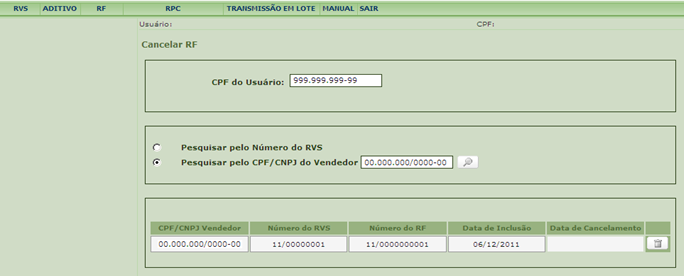 RVS ADITIVO RF RPC TRANSMISSÃO EM LOTE MANUAL SAIR
Usuário: CPF:
Cancelar RF
CPF do Usuário: 999.999.999-99
Pesquisar pelo Número do RVS
Pesquisar pelo CPF/CNPJ do Vendedor 00.000.000/0000-00
CPF/CNPJ Vendedor Número do RVS Número do RF Data de Inclusão Data de Cancelamento
00.000.000/0000-00 11/00000001 11/0000000001 06/12/2011